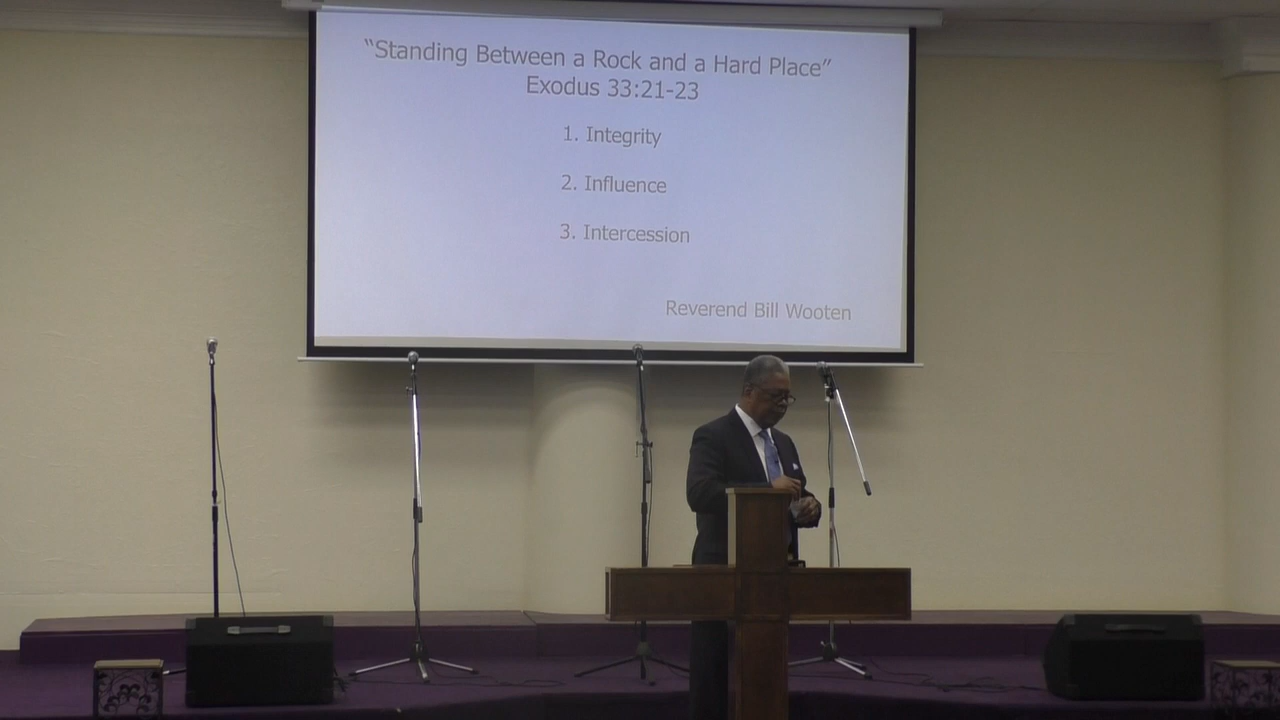 “Standing Between a Rock and a Hard Place”
Exodus 33:21-23
1. Integrity
2. Influence
3. Intercession
Reverend Bill Wooten